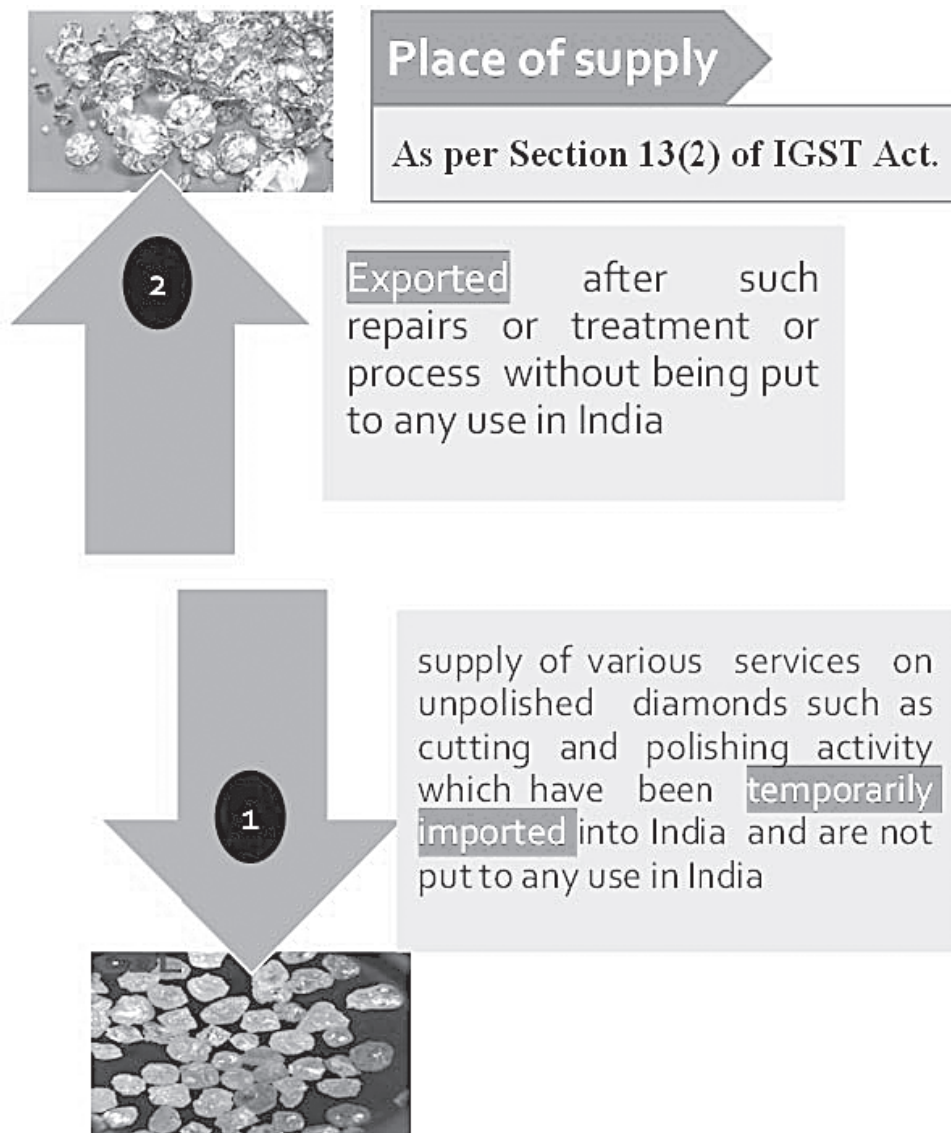 Place of supply
As per Section 13(2) of IGST Act.
2
Exported after such
repairs or treatment or
process without being put
to any use in India
1
supply of various services on
unpolished diamonds such as
cutting and polishing activity
which have been temporarily
imported into India and are not
put to any use in India